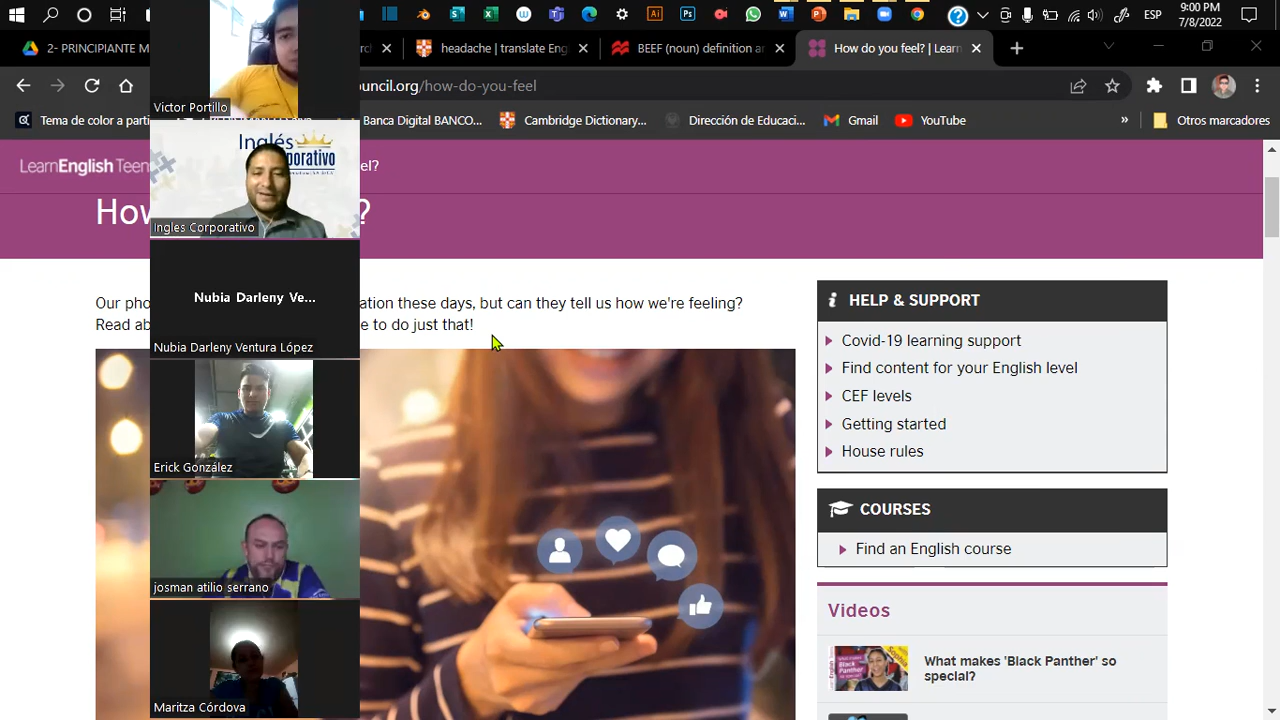 9:00 PM
ESP
7/8/2022
2- PRINCIPIANTE M
rc
headache | translate Eng
BEEF (noun) definition an
How do you feel? | Learn
ouncil.org/how-do-you-feel
Tema de color a parti
Banca Digital BANCO...
Cambridge Dictionary...
Dirección de Educaci...
Gmail
YouTube
»
Otros marcadores
LearnEnglish Teen
eel?
How
?
Our pho
ation these days, but can they tell us how we're feeling?
Read ab
e to do just that!
HELP & SUPPORT
Covid-19 learning support
Find content for your English level
CEF levels
Getting started
House rules
COURSES
Find an English course
Videos
What makes 'Black Panther' so
special?
Victor Portillo
Inglés
orporativo
Ingles Corporativo
Nubia Darleny Ve...
Nubia Darleny Ventura López
Erick González
josman atilio serrano
Maritza Córdova